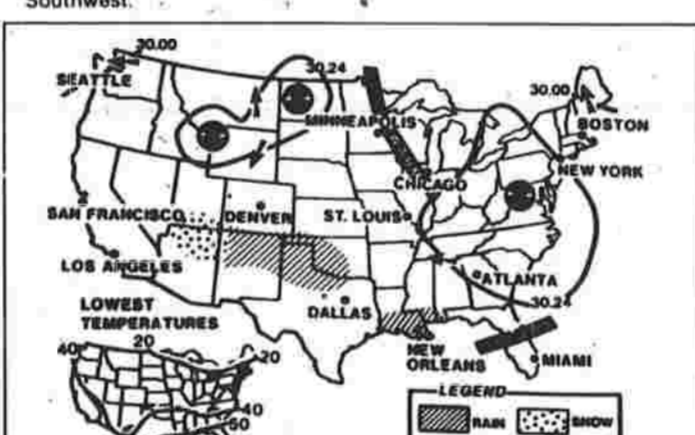 Southwest.
30.00
SEATTLE
30.24
MINNEAPOLIS
30.00
BOSTON
NEW YORK
CHICAGO
SAN FRANCISCO
DENVER
ST. LOUIS
LOS ANGELES
ATLANTA
30.24
DALLAS
LOWEST
TEMPERATURES
NEW
ORLEANS
MIAMI
40
20
20
40
50
LEGEND
RAIN
SNOW